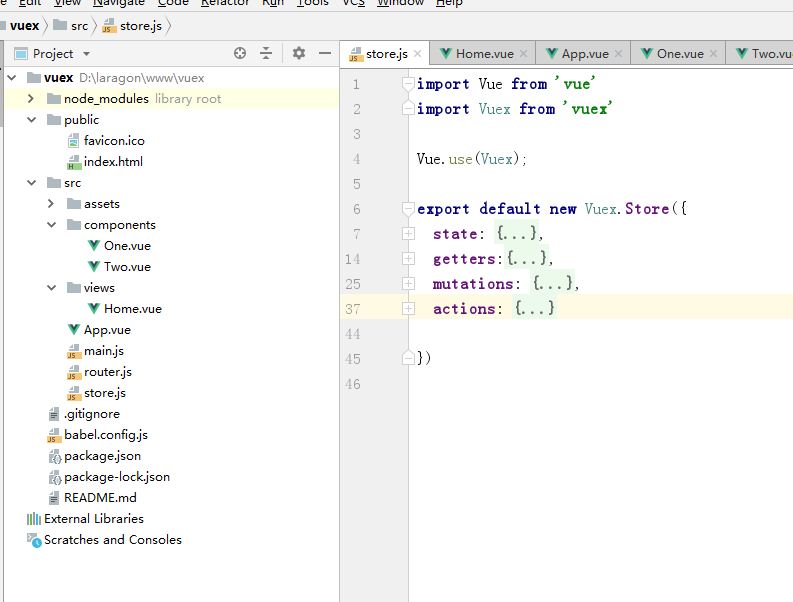 Edit View Navigate Code Refactor Run Tools VCS Window Help
vuex src store.js
Project
store.js Home.vue App.vue One.vue Two.vu
vuex D:\laragon\www\vuex
node_modules library root
public
favicon.ico
index.html
src
assets
components
One.vue
Two.vue
views
Home.vue
App.vue
main.js
router.js
store.js
.gitignore
babel.config.js
package.json
package-lock.json
README.md
External Libraries
Scratches and Consoles
1 import Vue from 'vue'
2 import Vuex from 'vuex'
3
4 Vue.use(Vuex);
5
6 export default new Vuex.Store({
7 state: {...},
14 getters:{...},
25 mutations: {...},
37 actions: {...}
44
45 })
46